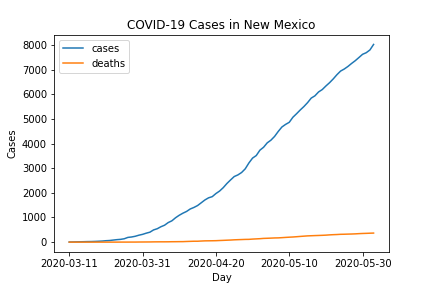 COVID-19 Cases in New Mexico
cases
deaths
8000
7000
6000
5000
4000
3000
2000
1000
0
Cases
2020-03-11 2020-03-31 2020-04-20 2020-05-10 2020-05-30
Day